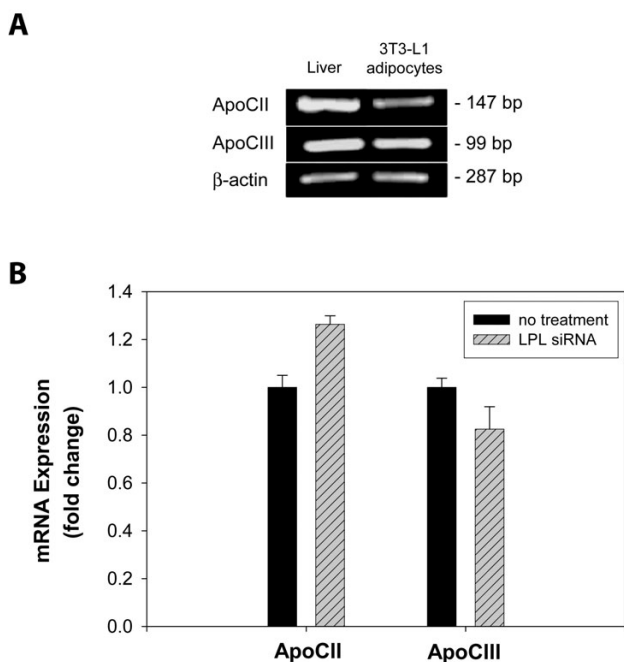 A
Liver
3T3-L1
adipocytes
ApoCII
- 147 bp
ApoCIII
- 99 bp
β-actin
- 287 bp
B
mRNA Expression
(fold change)
1.4
1.2
1.0
0.8
0.6
0.4
0.2
0.0
no treatment
LPL siRNA
ApoCII
ApoCIII